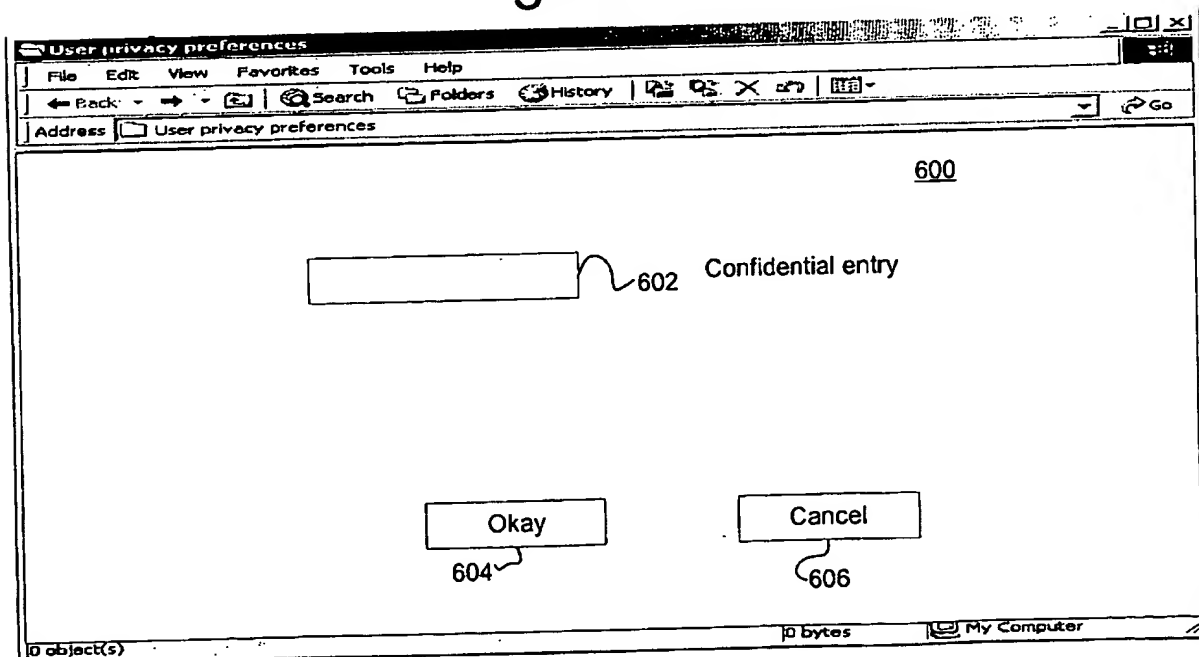 User privacy preferences
File Edit View Favorites Tools Help
Back Search Folders History
Address User privacy preferences Go
600
602 Confidential entry
Okay Cancel
604 606
0 object(s) 0 bytes My Computer